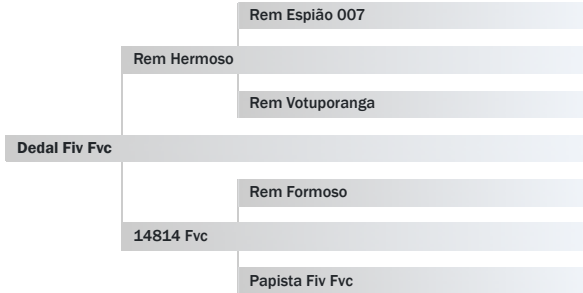 Rem Espião 007
Rem Hermoso
Rem Votuporanga
Dedal Fiv Fvc
Rem Formoso
14814 Fvc
Papista Fiv Fvc